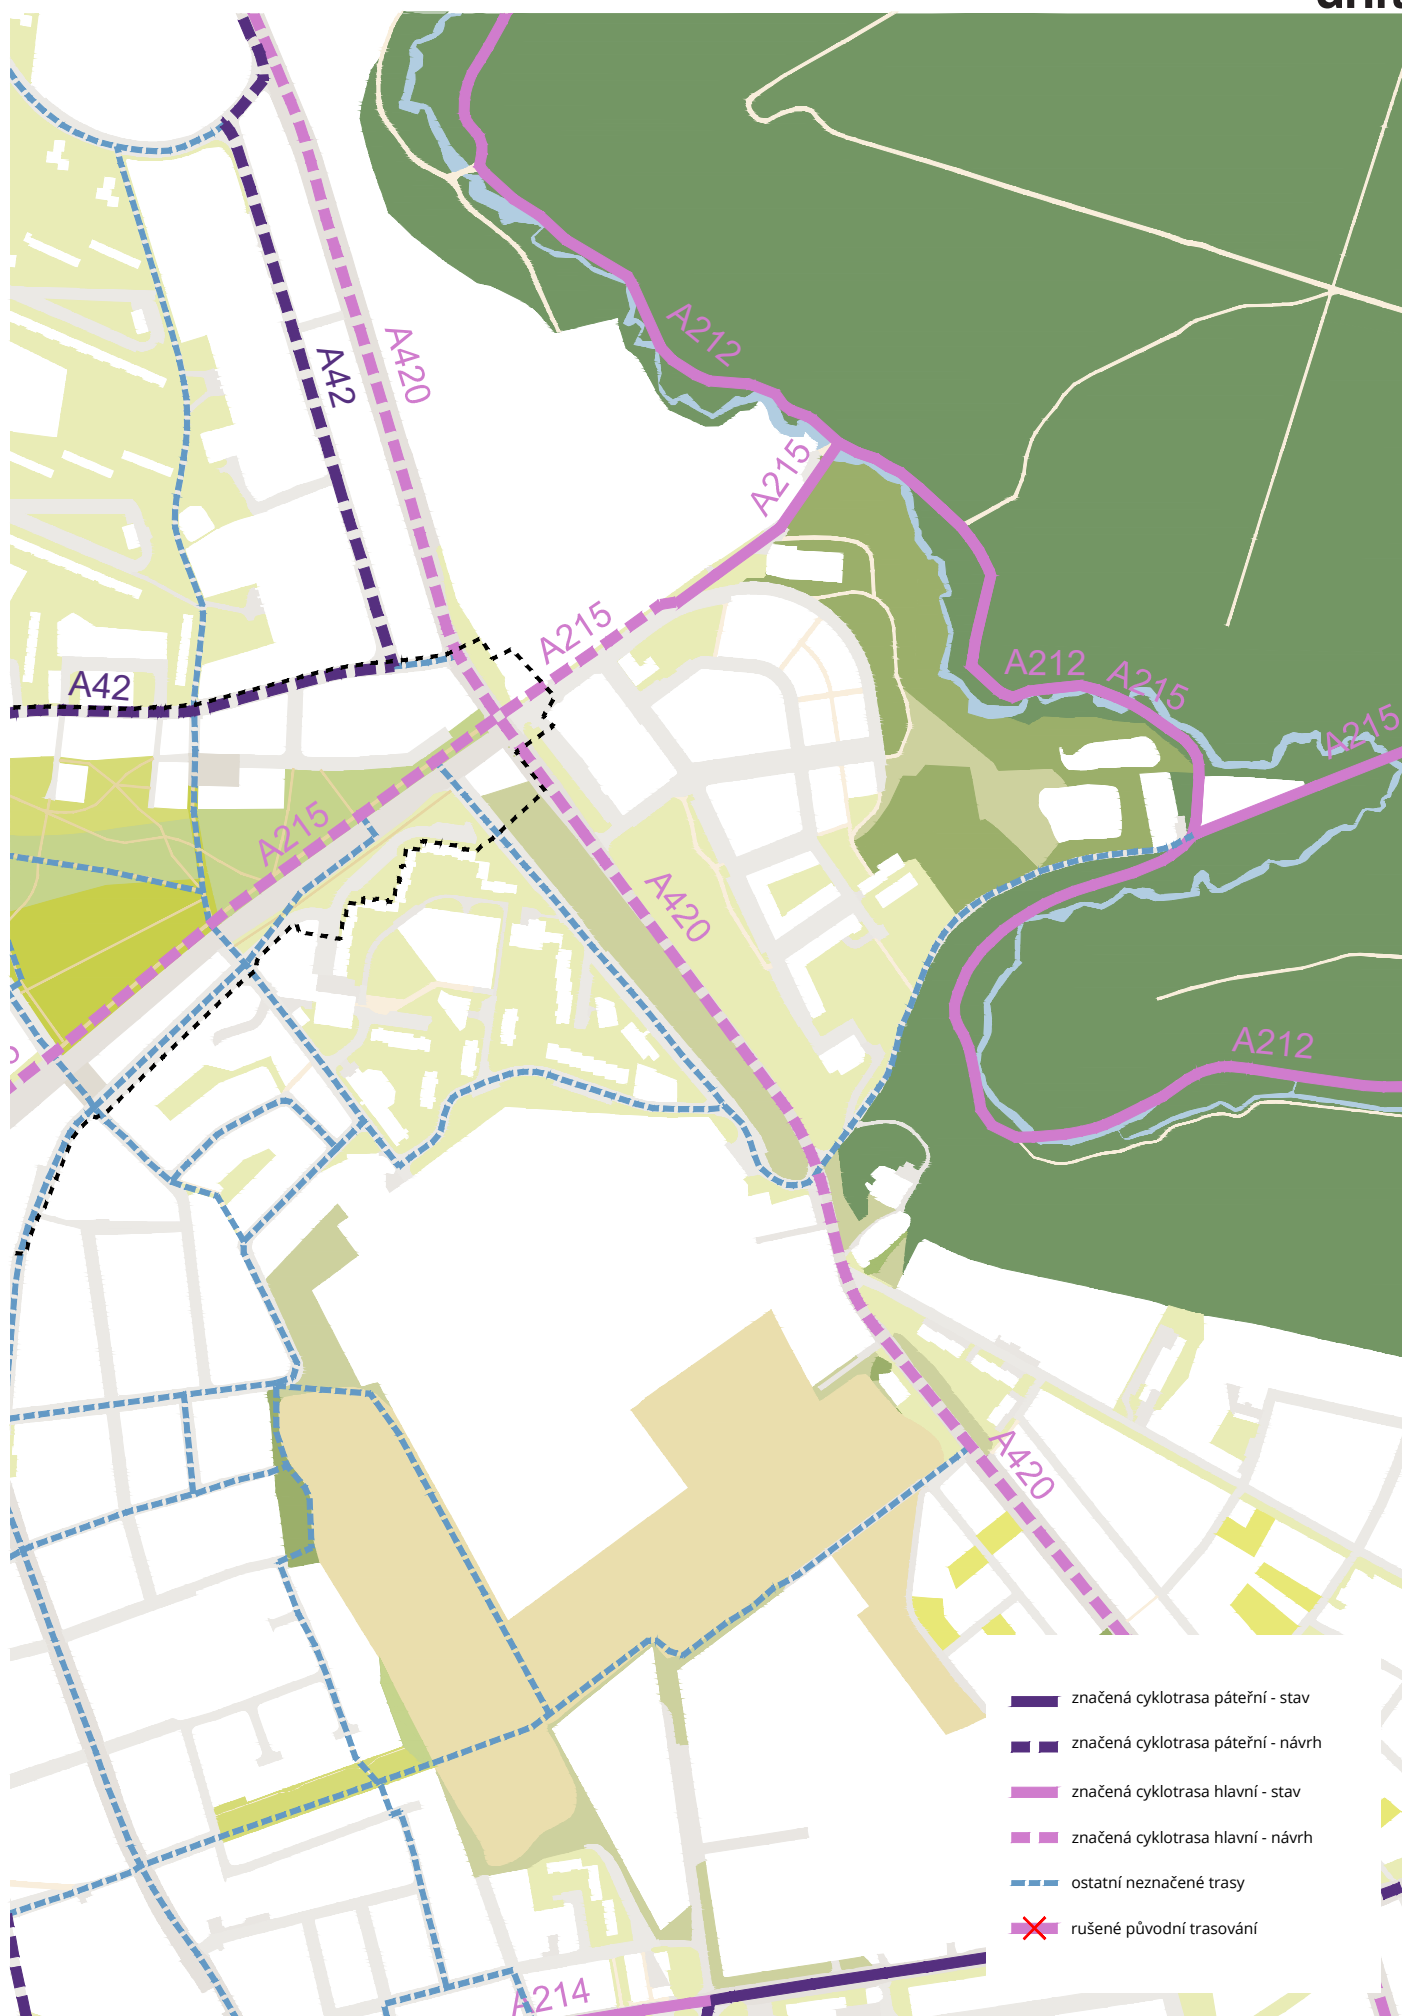 A212
A420
A42
A215
A215
A212
A215
A42
A215
A215
A420
A212
A420
značená cyklotrasa páteřní - stav
značená cyklotrasa páteřní - návrh
značená cyklotrasa hlavní - stav
značená cyklotrasa hlavní - návrh
ostatní neznačené trasy
rušené původní trasování
A214